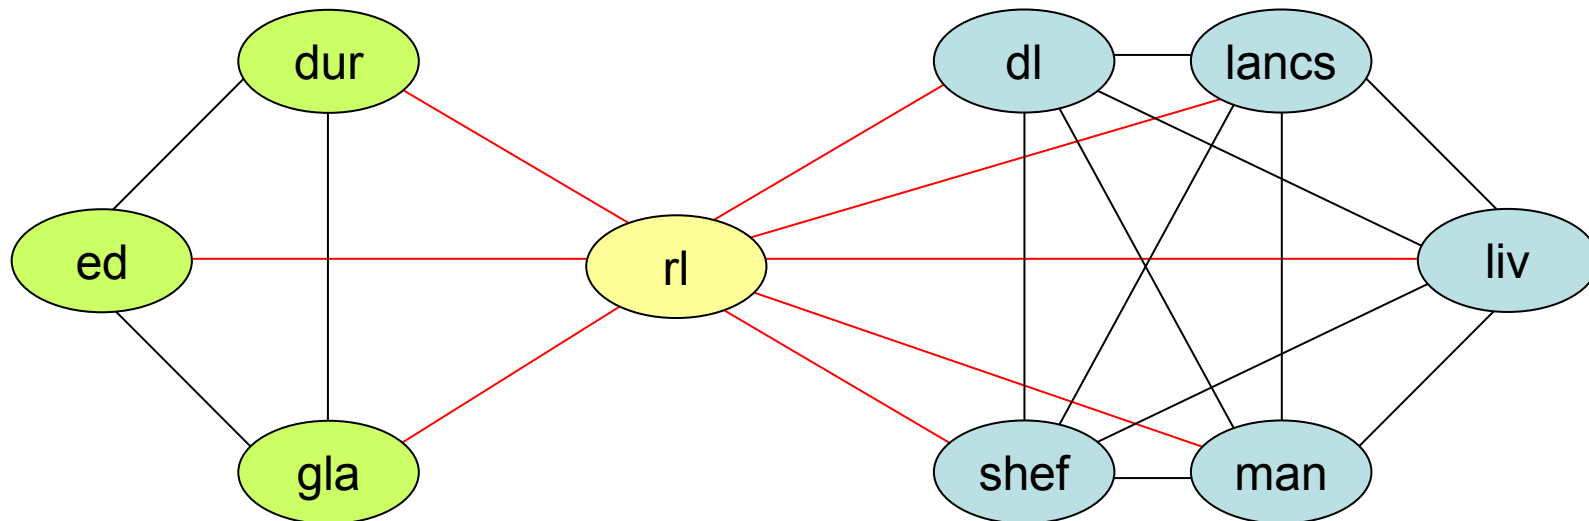 dur
dl
lancs
ed
rl
liv
gla
shef
man